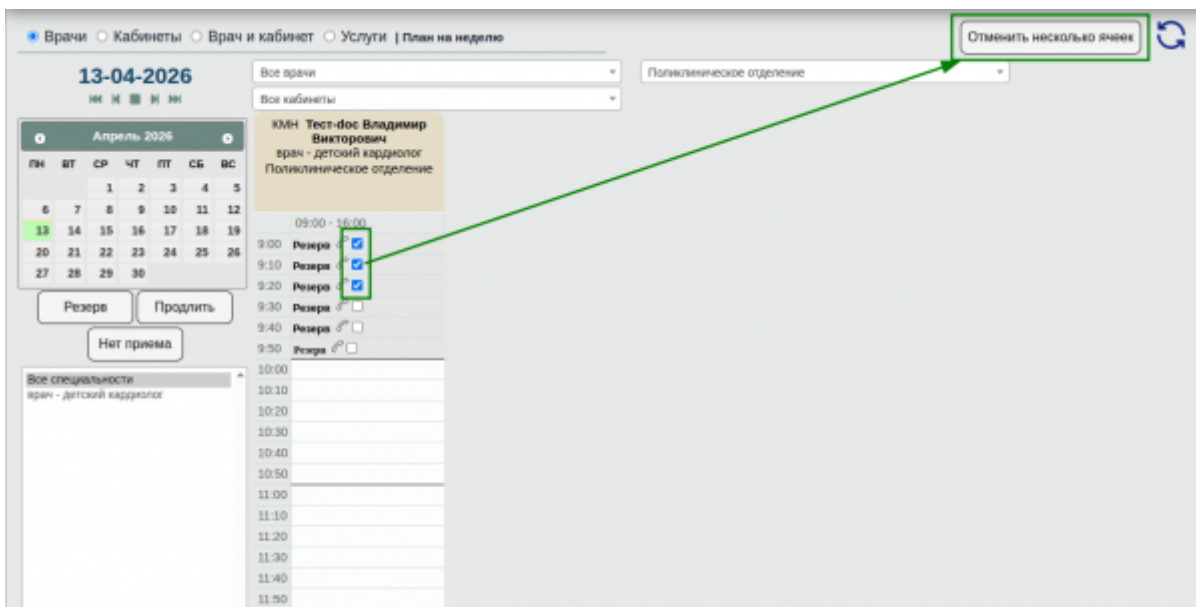 Врачи Кабинеты Врач и кабинет Услуги | План на неделю
Отменить несколько ячеек
13-04-2026
Все врачи
Поликлиническое отделение
Все кабинеты
Апрель 2026
ПН ВТ СР ЧТ ПТ СБ ВС
1 2 3 4 5
6 7 8 9 10 11 12
13 14 15 16 17 18 19
20 21 22 23 24 25 26
27 28 29 30
Резерв Продлить
Нет приема
Все специальности
врач - детский кардиолог
КМН Тест-doc Владимир
Викторович
врач - детский кардиолог
Поликлиническое отделение
09:00 - 16:00
9:00 Резерв
9:10 Резерв
9:20 Резерв
9:30 Резерв
9:40 Резерв
9:50 Резерв
10:00
10:10
10:20
10:30
10:40
10:50
11:00
11:10
11:20
11:30
11:40
11:50